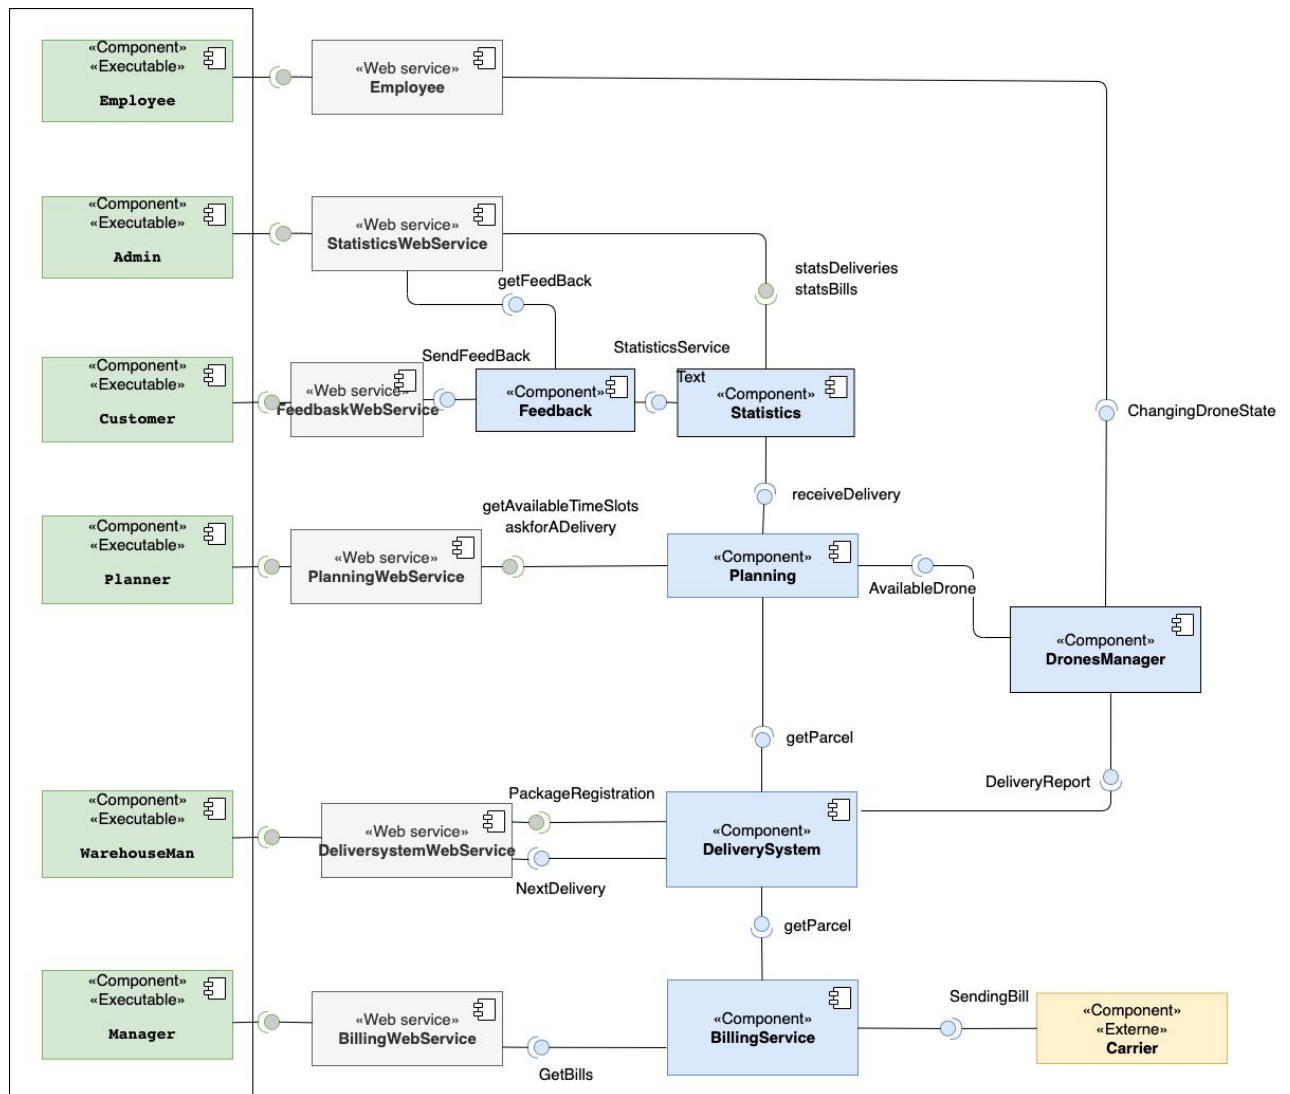 «Component»
«Executable»
Employee
«Web service»
Employee
«Component»
«Executable»
Admin
«Web service»
StatisticsWebService
getFeedBack
statsDeliveries
statsBills
«Component»
«Executable»
Customer
«Web service»
FeedbaskWebService
SendFeedBack
«Component»
Feedback
StatisticsService
Text
«Component»
Statistics
ChangingDroneState
receiveDelivery
«Component»
«Executable»
Planner
«Web service»
PlanningWebService
getAvailableTimeSlots
askforADelivery
«Component»
Planning
AvailableDrone
«Component»
DronesManager
getParcel
DeliveryReport
«Component»
«Executable»
WarehouseMan
«Web service»
DeliversystemWebService
PackageRegistration
NextDelivery
«Component»
DeliverySystem
getParcel
«Component»
«Executable»
Manager
«Web service»
BillingWebService
GetBills
«Component»
BillingService
SendingBill
«Component»
«Externe»
Carrier